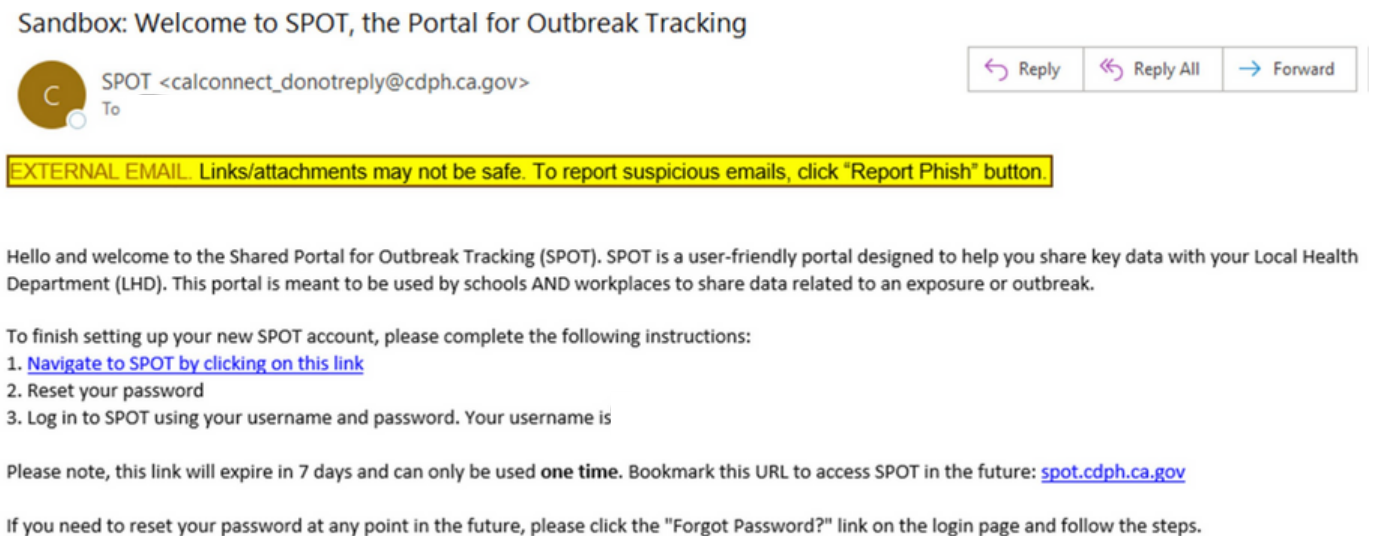 Sandbox: Welcome to SPOT, the Portal for Outbreak Tracking
C
SPOT <calconnect_donotreply@cdph.ca.gov>
To
Reply
Reply All
Forward
EXTERNAL EMAIL. Links/attachments may not be safe. To report suspicious emails, click “Report Phish” button.
Hello and welcome to the Shared Portal for Outbreak Tracking (SPOT). SPOT is a user-friendly portal designed to help you share key data with your Local Health
Department (LHD). This portal is meant to be used by schools AND workplaces to share data related to an exposure or outbreak.
To finish setting up your new SPOT account, please complete the following instructions:
1. Navigate to SPOT by clicking on this link
2. Reset your password
3. Log in to SPOT using your username and password. Your username is
Please note, this link will expire in 7 days and can only be used one time. Bookmark this URL to access SPOT in the future: spot.cdph.ca.gov
If you need to reset your password at any point in the future, please click the "Forgot Password?" link on the login page and follow the steps.